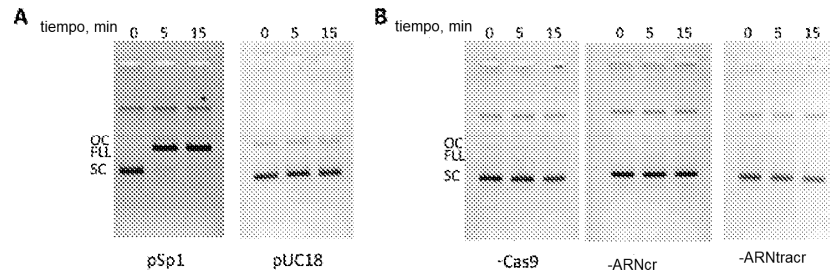 A
tiempo, min 0 5 15 0 5 15
OC
FLL
SC
pSp1 pUC18
B
tiempo, min 0 5 15 0 5 15 0 5 15
OC
FLL
SC
-Cas9 -ARNcr -ARNtracr